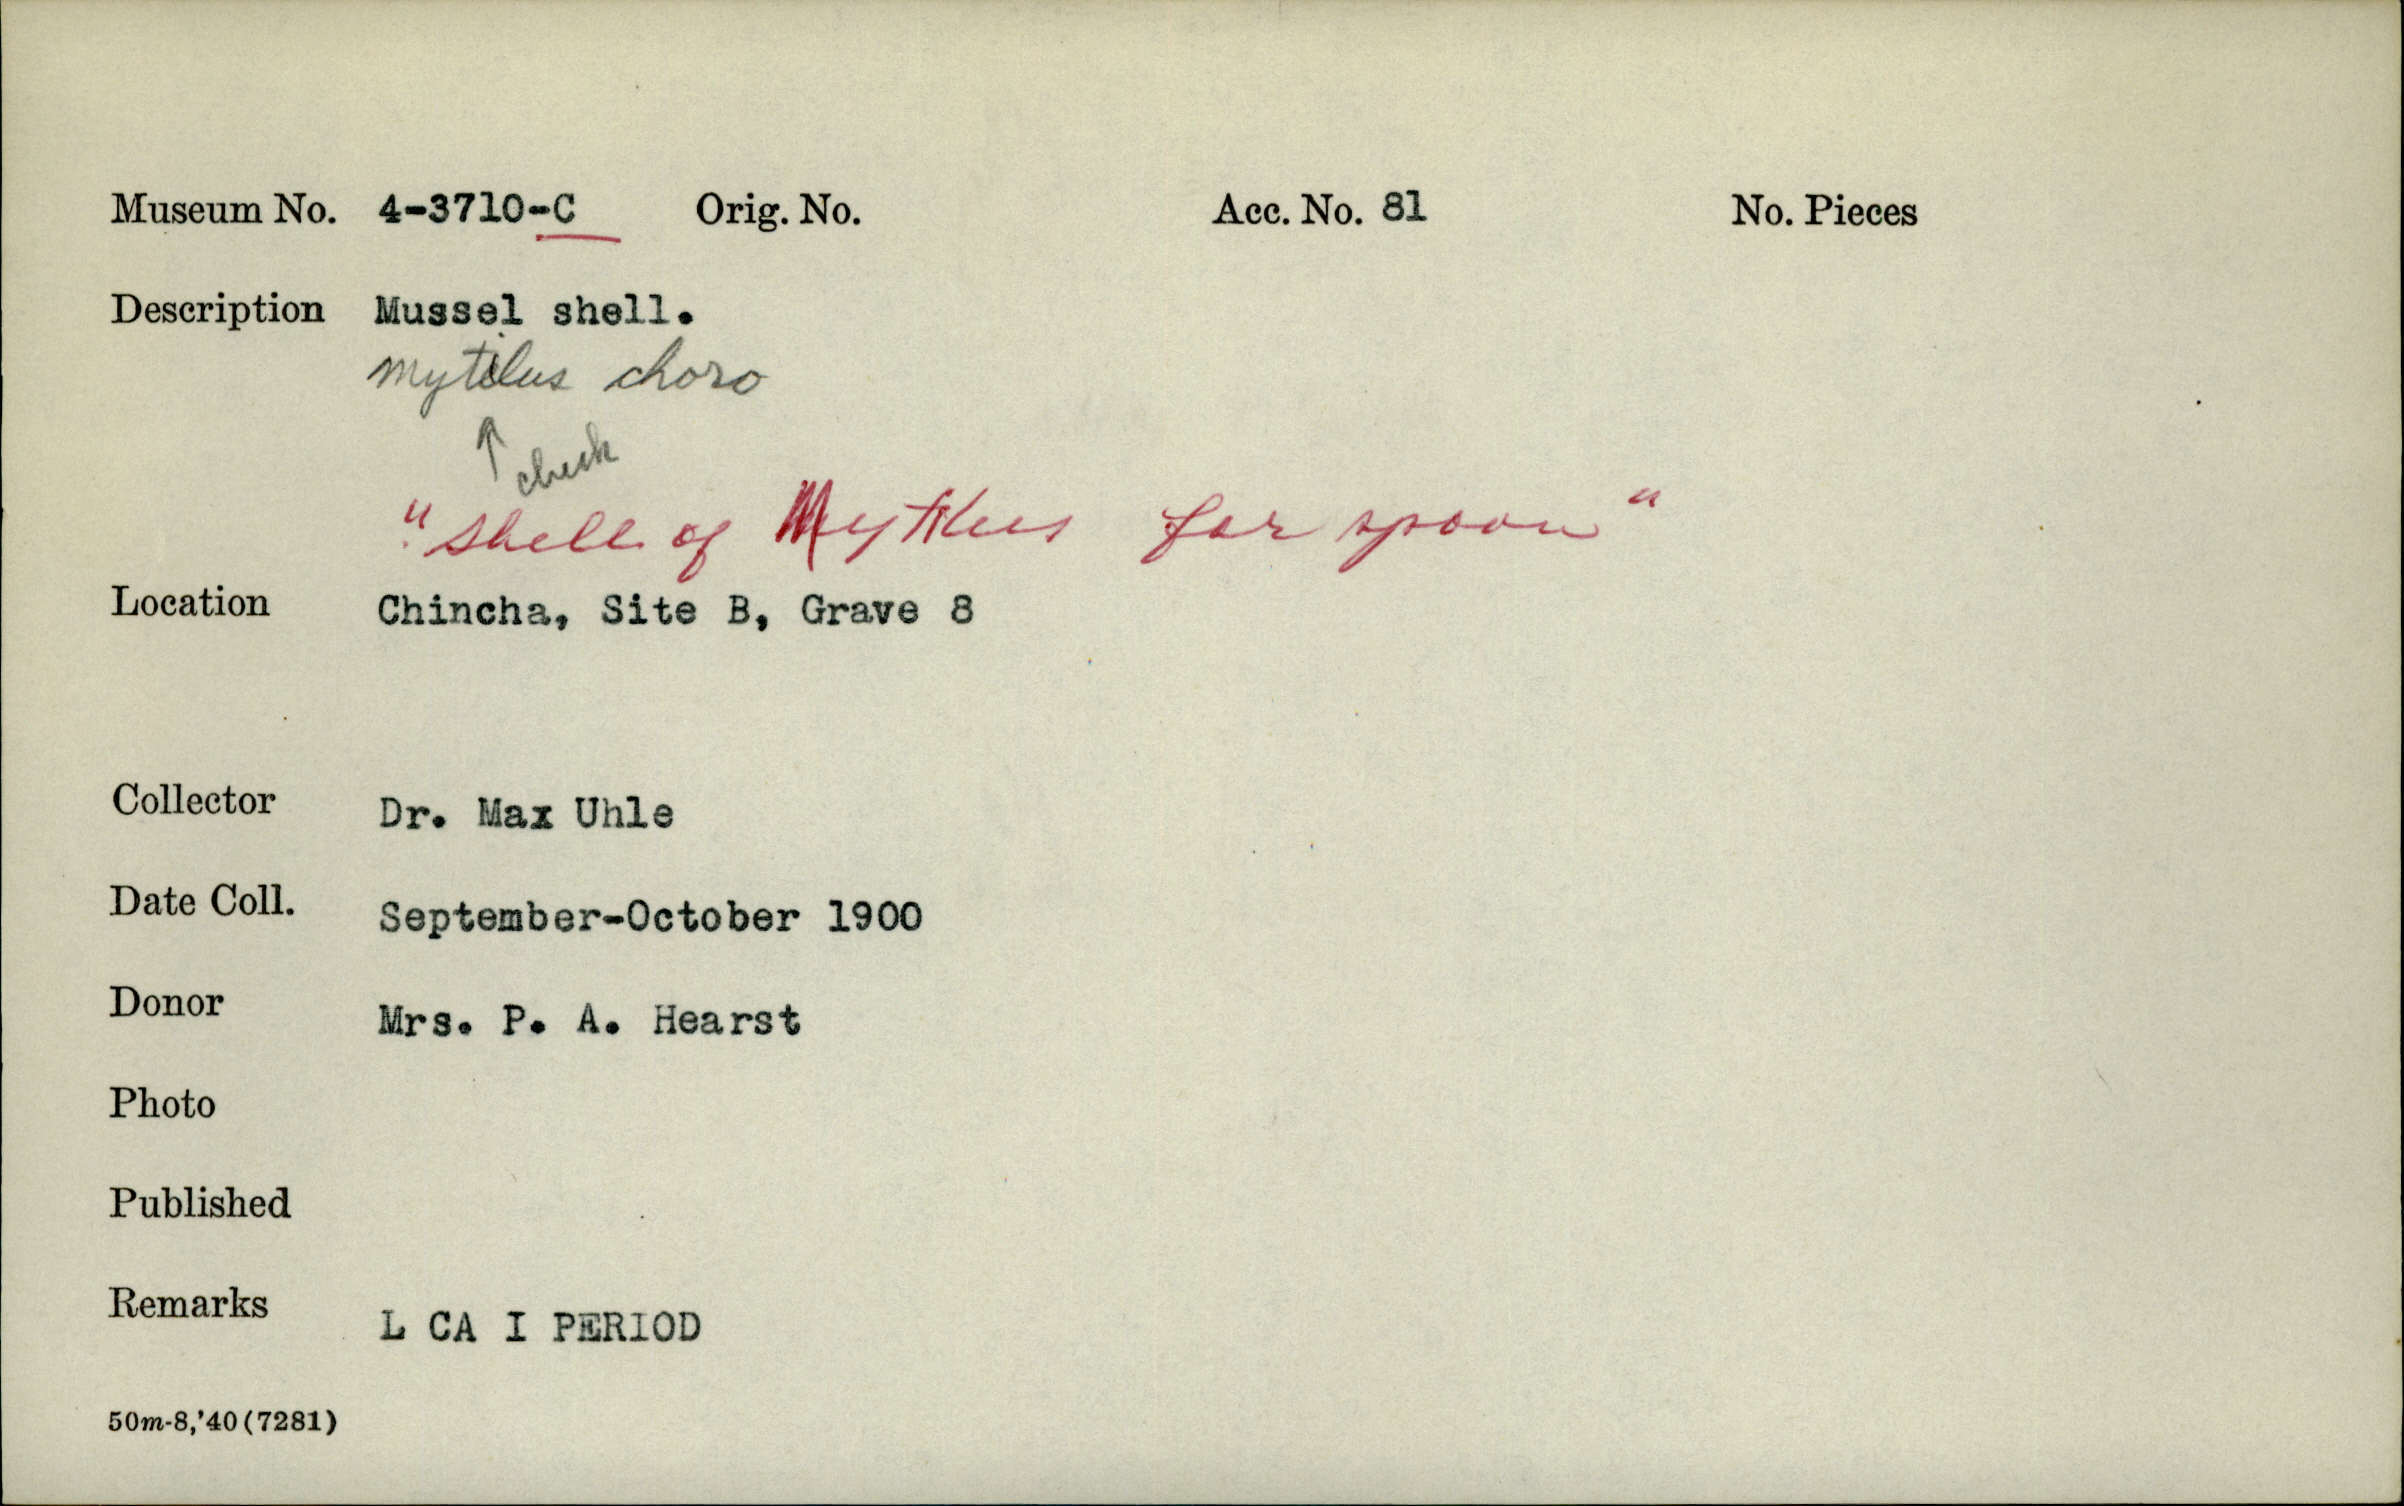 Museum No. 4-3710-C Orig. No. Acc. No. 81 No. Pieces
Description Mussel shell.
mytilus choro
↑ check
"shell of Mytilus for spoon"
Location Chincha, Site B, Grave 8
Collector Dr. Max Uhle
Date Coll. September-October 1900
Donor Mrs. P. A. Hearst
Photo
Published
Remarks L CA I PERIOD
50m-8,'40(7281)